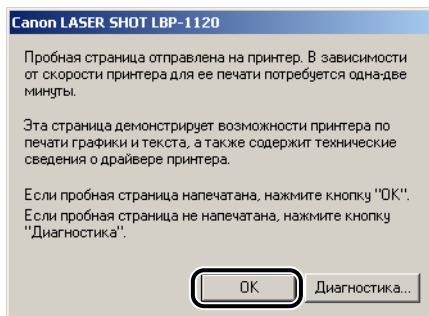 Canon LASER SHOT LBP-1120
Пробная страница отправлена на принтер. В зависимости
от скорости принтера для ее печати потребуется одна-две
минуты.
Эта страница демонстрирует возможности принтера по
печати графики и текста, а также содержит технические
сведения о драйвере принтера.
Если пробная страница напечатана, нажмите кнопку "OK".
Если пробная страница не напечатана, нажмите кнопку
"Диагностика".
OK
Диагностика...